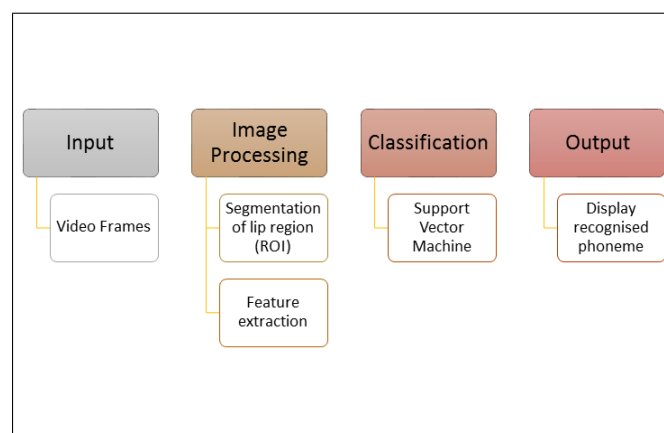 Input
Video Frames
Image
Processing
Segmentation
of lip region
(ROI)
Feature
extraction
Classification
Support
Vector
Machine
Output
Display
recognised
phoneme